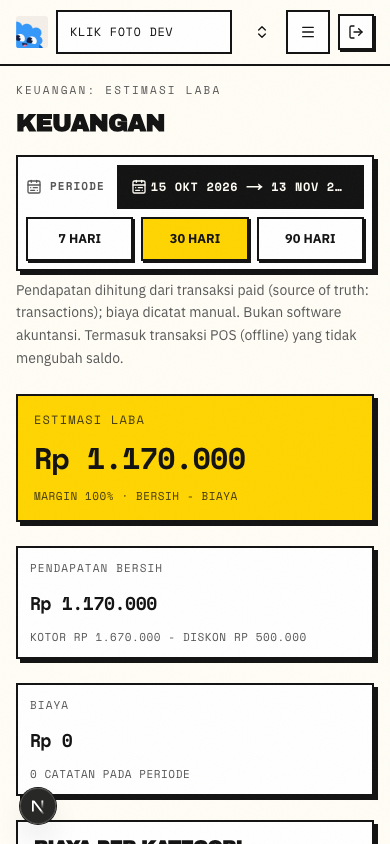 KLIK FOTO DEV
KEUANGAN: ESTIMASI LABA
KEUANGAN
PERIODE
15 OKT 2026 → 13 NOV 2…
7 HARI
30 HARI
90 HARI
Pendapatan dihitung dari transaksi paid (source of truth:
transactions); biaya dicatat manual. Bukan software
akuntansi. Termasuk transaksi POS (offline) yang tidak
mengubah saldo.
ESTIMASI LABA
Rp 1.170.000
MARGIN 100% · BERSIH - BIAYA
PENDAPATAN BERSIH
Rp 1.170.000
KOTOR RP 1.670.000 - DISKON RP 500.000
BIAYA
Rp 0
0 CATATAN PADA PERIODE
N
BIAYA PER KATEGORI